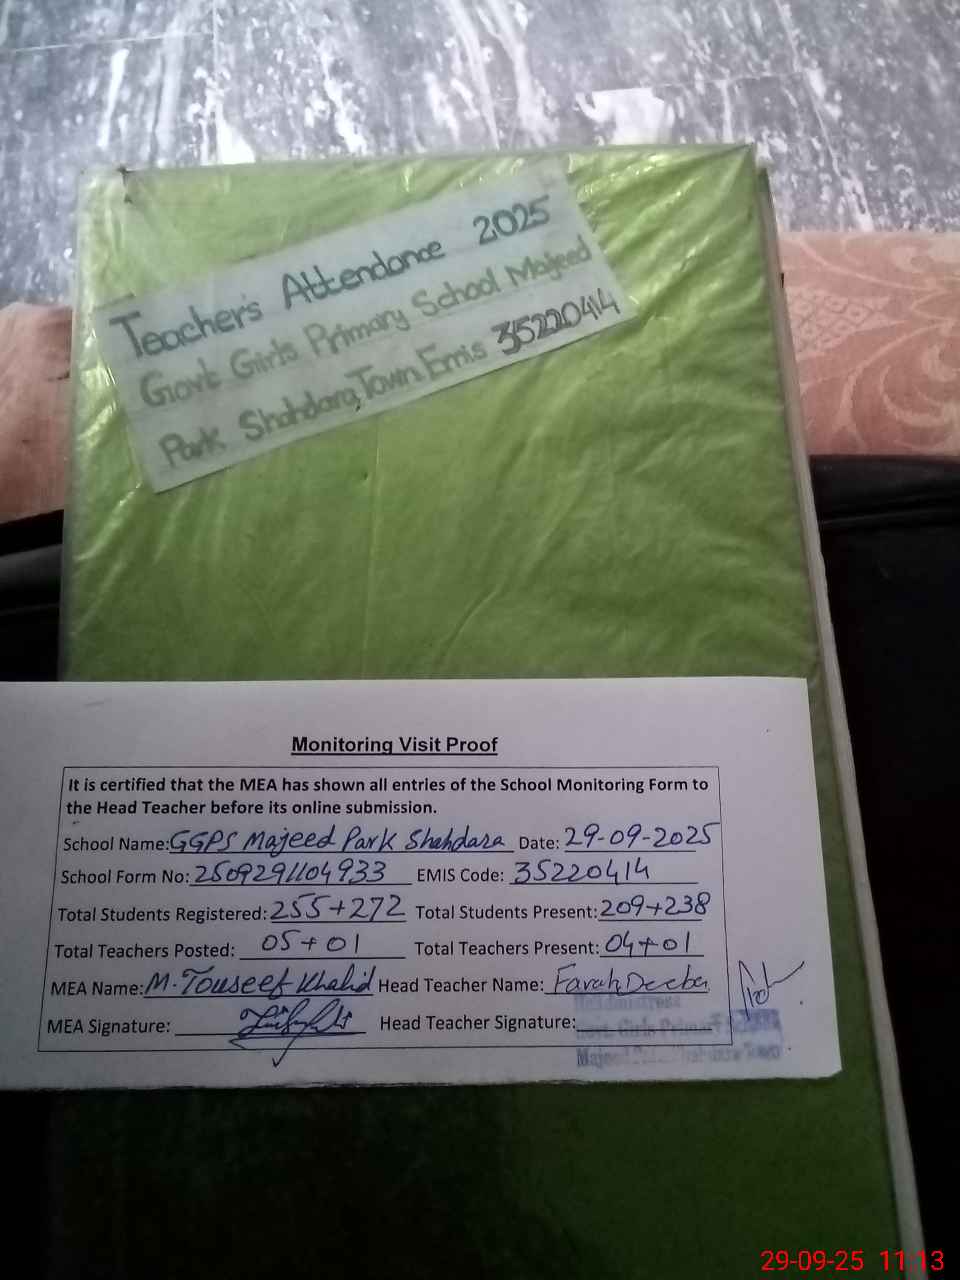 Teacher's Attendance 2025
Govt Girls Primary School Majeed
Park Shahdara Town Emis 35220414
Monitoring Visit Proof
It is certified that the MEA has shown all entries of the School Monitoring Form to
the Head Teacher before its online submission.
School Name: GGPS Majeed Park Shahdara Date: 29-09-2025
School Form No: 2509291104933 EMIS Code: 35220414
Total Students Registered: 255+272 Total Students Present: 209+238
Total Teachers Posted: 05+01 Total Teachers Present: 04+01
MEA Name: M. Touseef Khalid Head Teacher Name: Farah Deeba
MEA Signature: Head Teacher Signature:
Headmistress
Govt. Girls Primary
Town
29-09-25 11:13